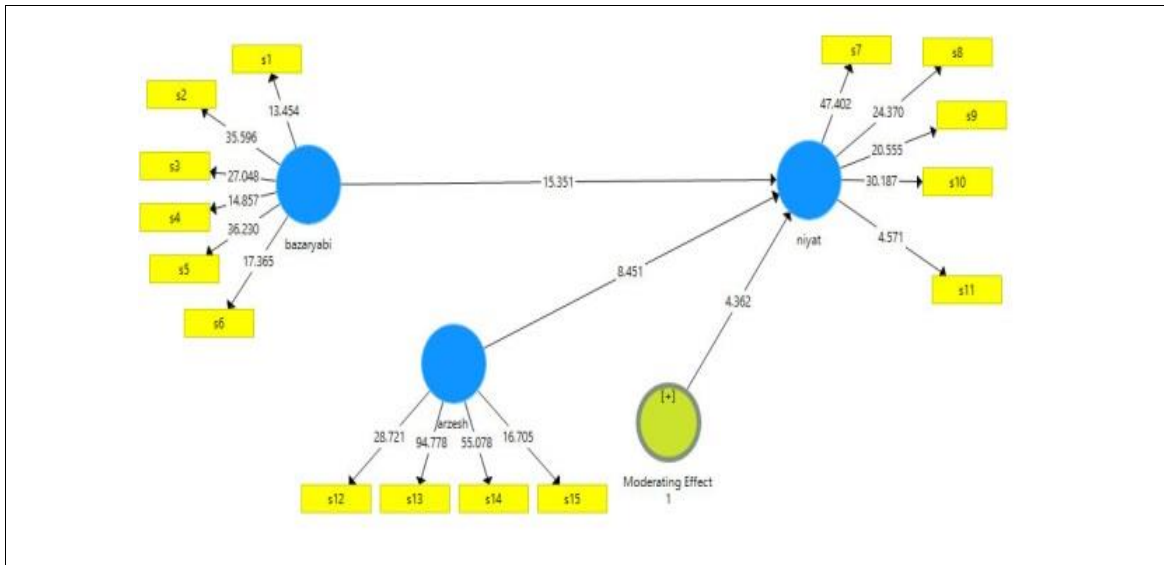 s1
s2
s3
s4
s5
s6
13.454
35.596
27.048
14.857
36.230
17.365
bazaryabi
15.351
s7
s8
s9
s10
s11
47.402
24.370
20.555
30.187
4.571
niyat
8.451
4.362
arzesh
28.721
94.778
55.078
16.705
s12
s13
s14
s15
[+]
Moderating Effect
1